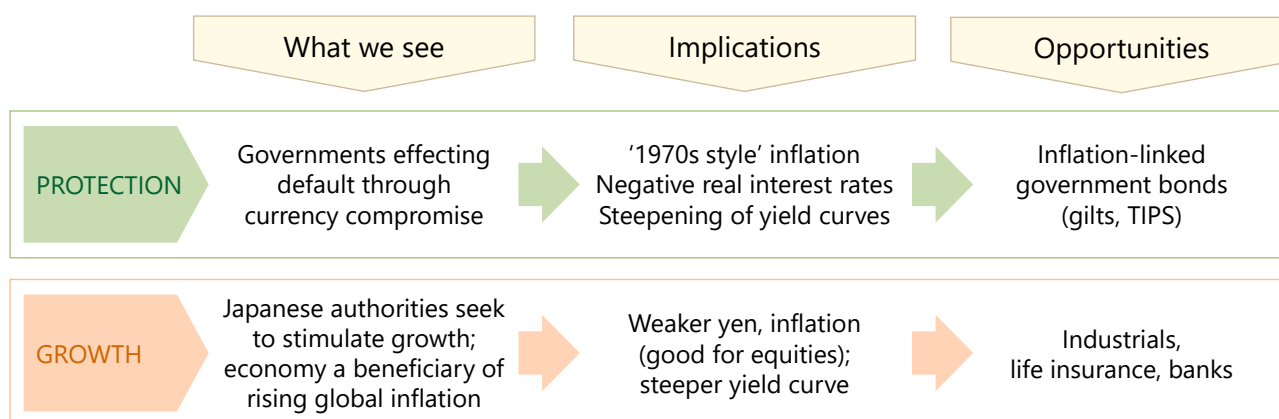 What we see
Implications
Opportunities
PROTECTION
Governments effecting
default through
currency compromise
‘1970s style’ inflation
Negative real interest rates
Steepening of yield curves
Inflation-linked
government bonds
(gilts, TIPS)
GROWTH
Japanese authorities seek
to stimulate growth;
economy a beneficiary of
rising global inflation
Weaker yen, inflation
(good for equities);
steeper yield curve
Industrials,
life insurance, banks